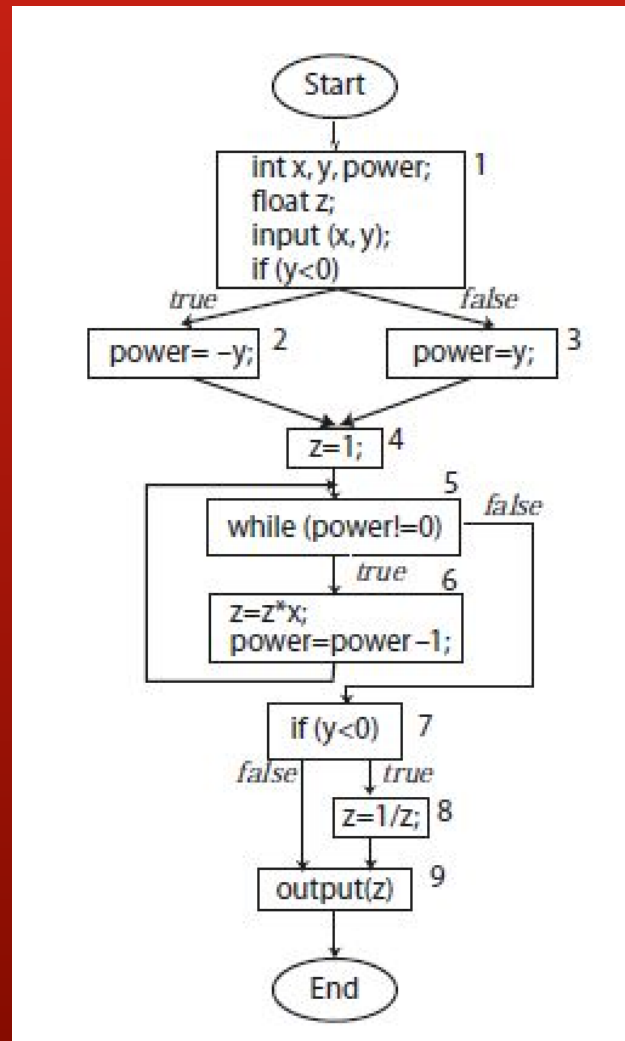 Start
int x, y, power; 1
float z;
input (x, y);
if (y<0)
true false
power= –y; 2 power=y; 3
z=1; 4
5
while (power!=0) false
true 6
z=z*x;
power=power–1;
if (y<0) 7
false true
z=1/z; 8
output(z) 9
End